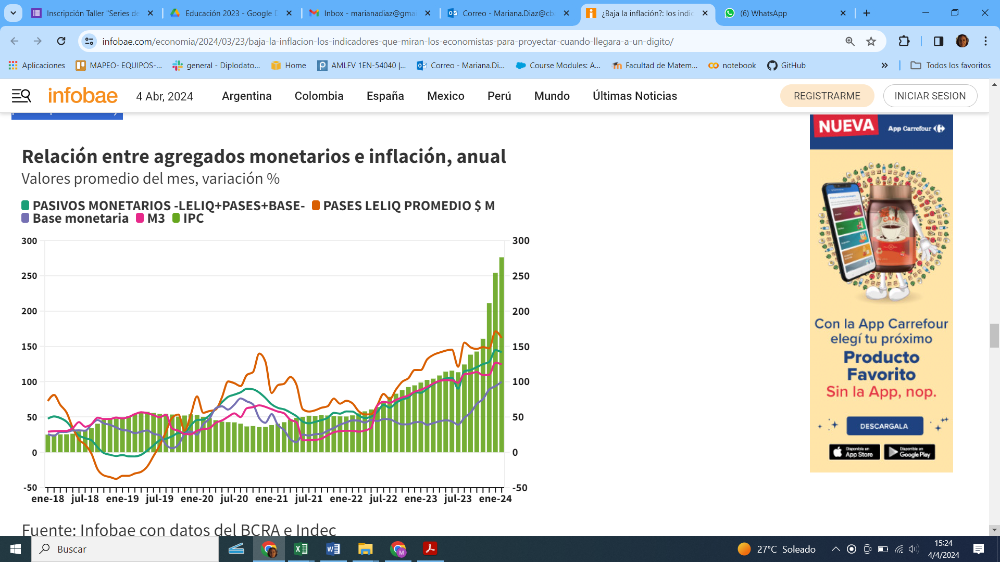 Inscripción Taller "Series de
Educación 2023 - Google D
Inbox - marianadiaz@gmai
Correo - Mariana.Diaz@cb
¿Baja la inflación?: los indic
(6) WhatsApp
infobae.com/economia/2024/03/23/baja-la-inflacion-los-indicadores-que-miran-los-economistas-para-proyectar-cuando-llegara-a-un-digito/
Aplicaciones
MAPEO- EQUIPOS-...
general - Diplodato...
Home
AMLFV 1EN-54040 |...
Correo - Mariana.Di...
Course Modules: A...
Facultad de Matem...
notebook
GitHub
»
Todos los favoritos
infobae
4 Abr, 2024
Argentina
Colombia
España
Mexico
Perú
Mundo
Últimas Noticias
REGISTRARME
INICIAR SESION
Relación entre agregados monetarios e inflación, anual
Valores promedio del mes, variación %
PASIVOS MONETARIOS -LELIQ+PASES+BASE- PASES LELIQ PROMEDIO $ M
Base monetaria M3 IPC
300 300
250 250
200 200
150 150
100 100
50 50
0 0
-50 -50
ene-18 jul-18 ene-19 jul-19 ene-20 jul-20 ene-21 jul-21 ene-22 jul-22 ene-23 jul-23 ene-24
Fuente: Infobae con datos del BCRA e Indec
NUEVA
App Carrefour
CAFÉ
Con la App Carrefour
elegí tu próximo
Producto
Favorito
Sin la App, nop.
DESCARGALA
Disponible en
App Store
Disponible en
Google Play
Buscar
27°C Soleado
15:24
4/4/2024